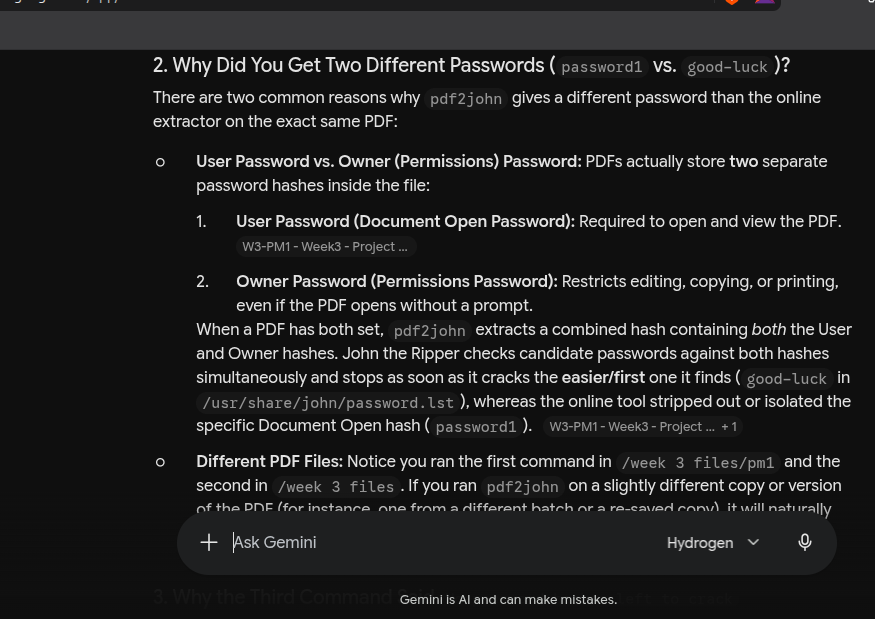 2. Why Did You Get Two Different Passwords ( password1 vs. good-luck )?
There are two common reasons why pdf2john gives a different password than the online
extractor on the exact same PDF:
User Password vs. Owner (Permissions) Password: PDFs actually store two separate
password hashes inside the file:
1. User Password (Document Open Password): Required to open and view the PDF.
W3-PM1 - Week3 - Project ...
2. Owner Password (Permissions Password): Restricts editing, copying, or printing,
even if the PDF opens without a prompt.
When a PDF has both set, pdf2john extracts a combined hash containing both the User
and Owner hashes. John the Ripper checks candidate passwords against both hashes
simultaneously and stops as soon as it cracks the easier/first one it finds ( good-luck in
/usr/share/john/password.lst ), whereas the online tool stripped out or isolated the
specific Document Open hash ( password1 ). W3-PM1 - Week3 - Project ... + 1
Different PDF Files: Notice you ran the first command in /week 3 files/pm1 and the
second in /week 3 files . If you ran pdf2john on a slightly different copy or version
of the PDF (for instance, one from a different batch or a re-saved copy), it will naturally
Ask Gemini
Hydrogen
3. Why the Third Command
Gemini is AI and can make mistakes.